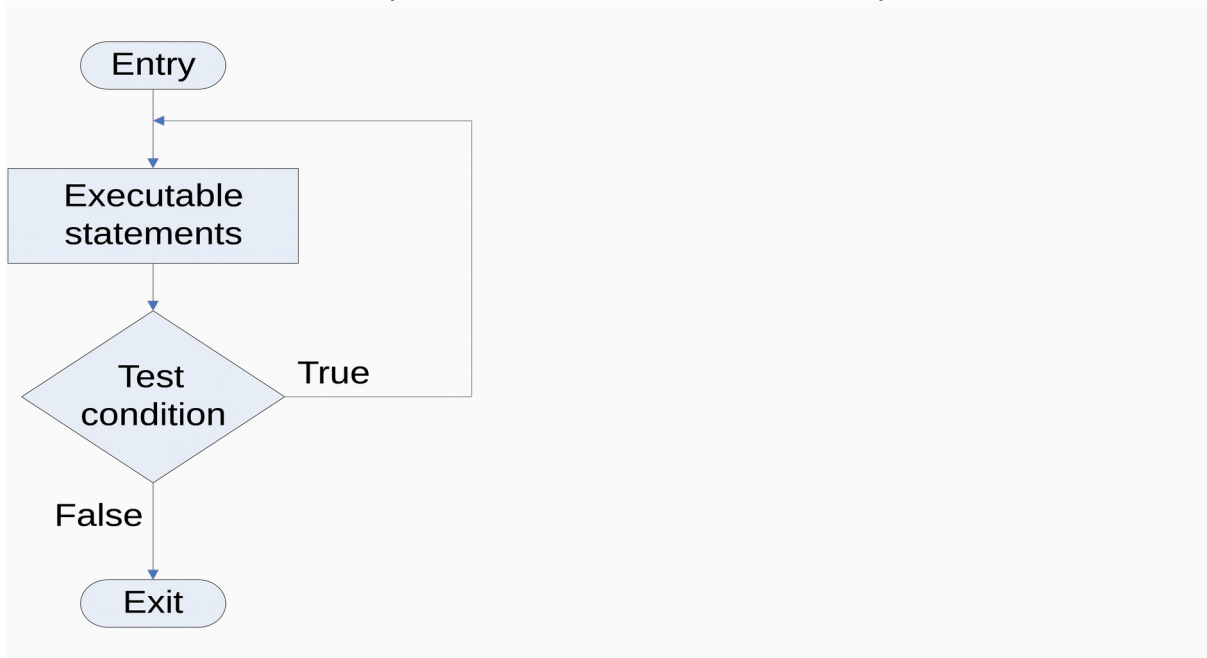 Entry
Executable
statements
Test
condition
True
False
Exit